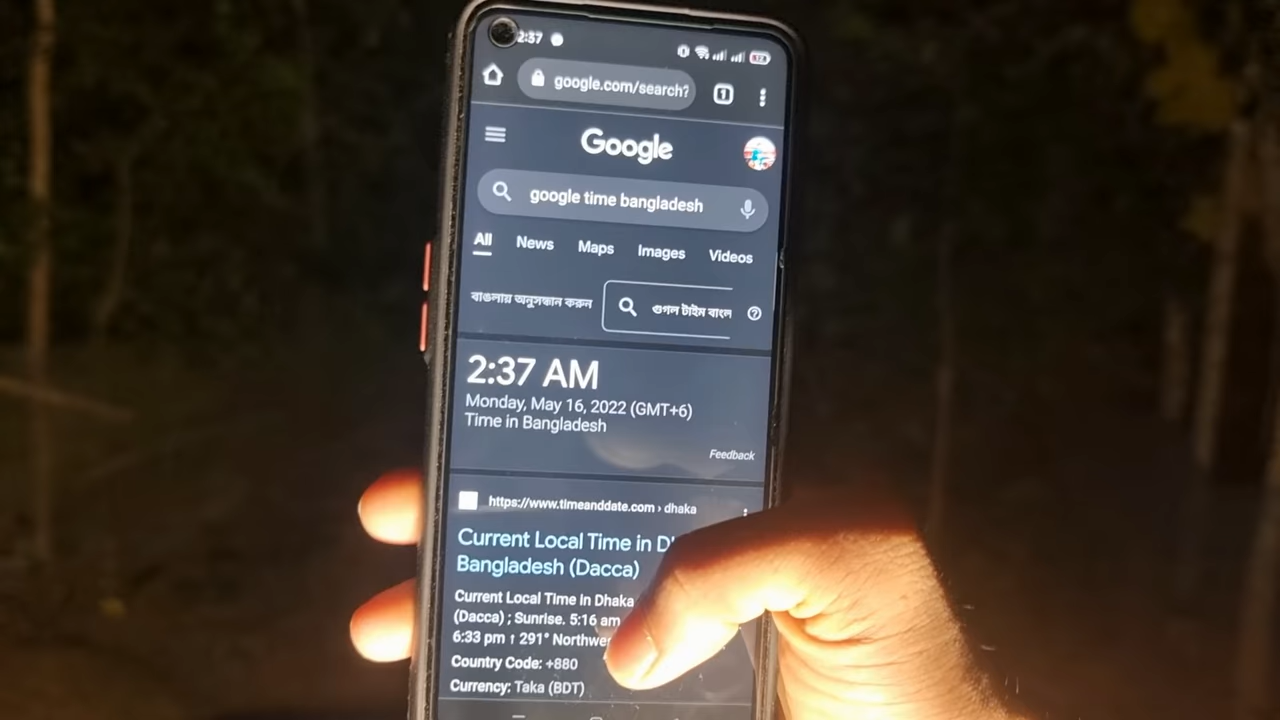 2:37
google.com/search?
1
Google
google time bangladesh
All News Maps Images Videos
বাঙলায় অনুসন্ধান করুন
গুগল টাইম বাংল
2:37 AM
Monday, May 16, 2022 (GMT+6)
Time in Bangladesh
Feedback
https://www.timeanddate.com › dhaka
Current Local Time in
Bangladesh (Dacca)
Current Local Time in Dhaka
(Dacca) ; Sunrise. 5:16 am
6:33 pm ↑ 291°
Country Code: +880
Currency: Taka (BDT)